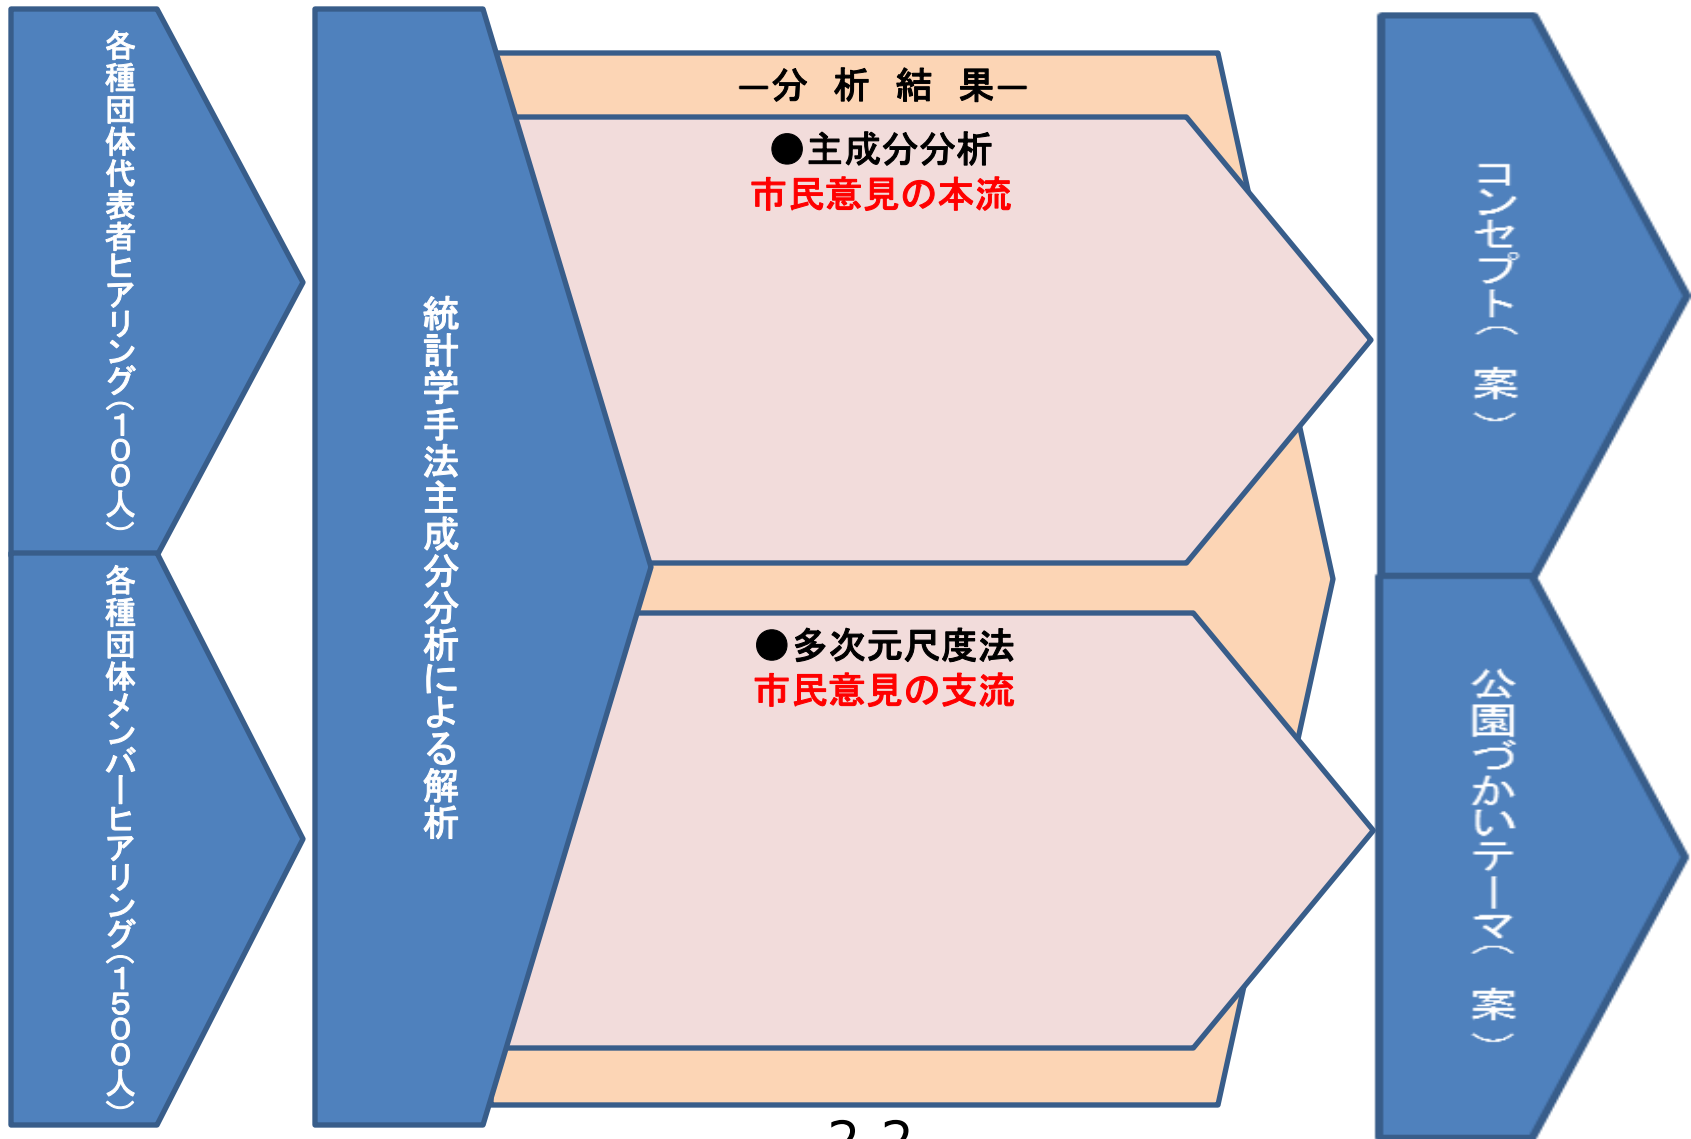 各種団体代表者ヒアリング（１００人）
各種団体メンバーヒアリング（１５００人）
統計学手法主成分分析による解析
―分　析　結　果―
●主成分分析
市民意見の本流
●多次元尺度法
市民意見の支流
コンセプト（　案　）
公園づかいテーマ（　案　）
22